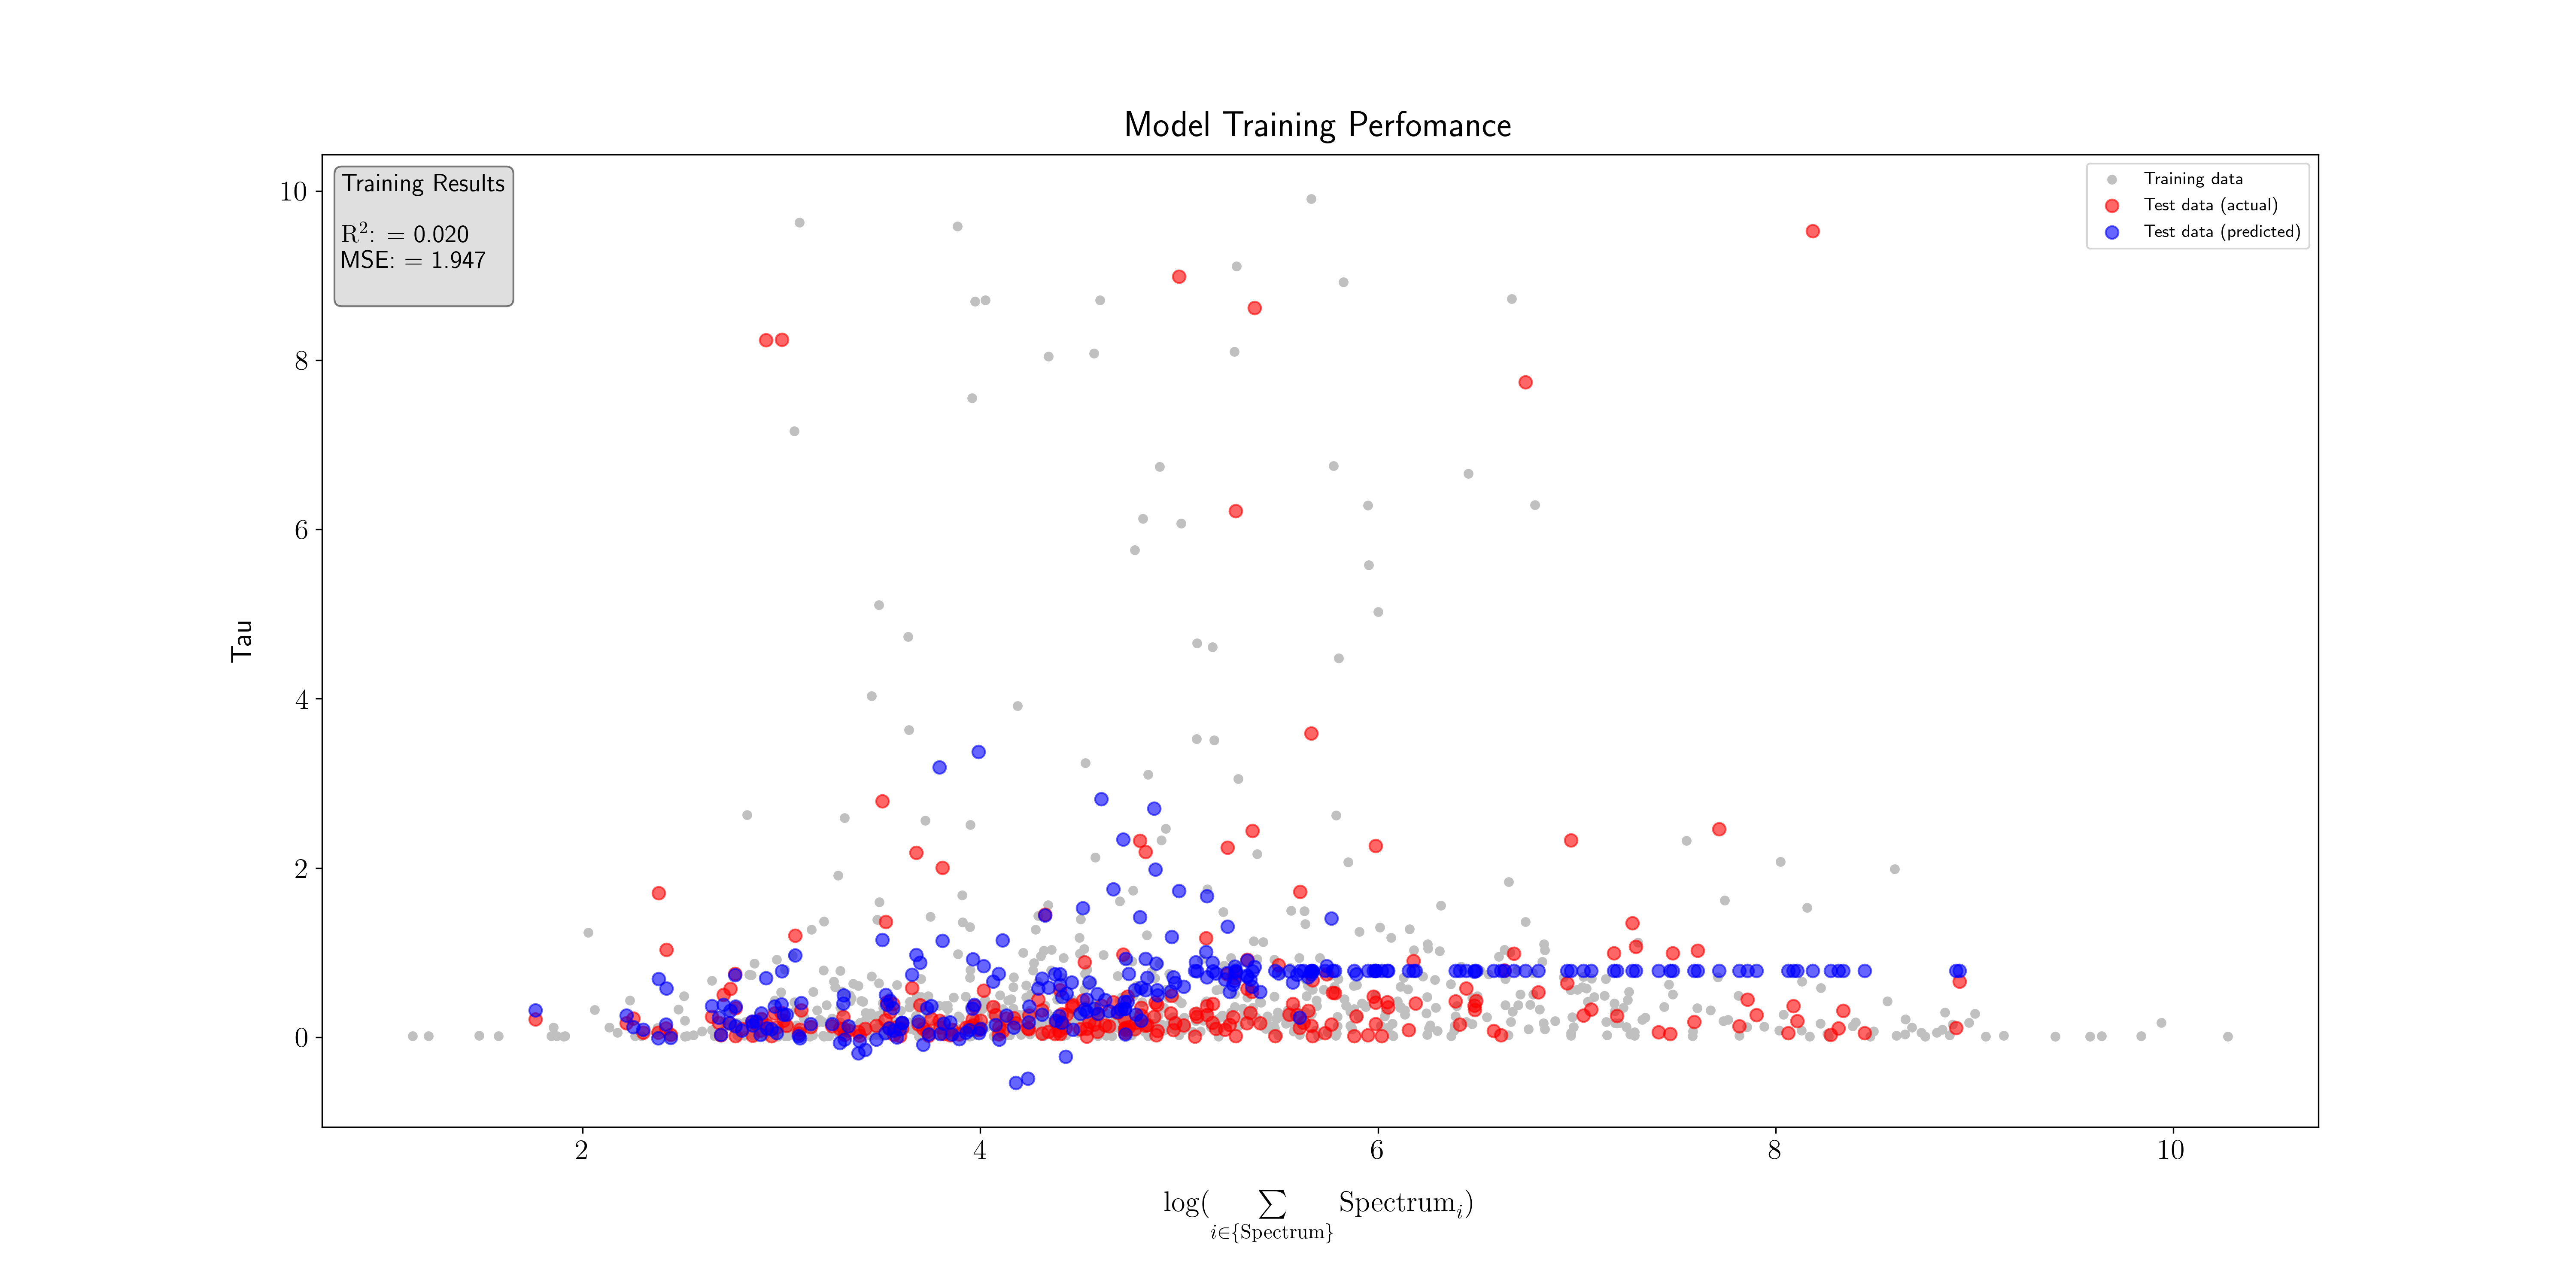 Model Training Perfomance
Training Results
R²: = 0.020
MSE: = 1.947
Training data
Test data (actual)
Test data (predicted)
10
8
6
4
2
0
Tau
2 4 6 8 10
log( ∑ Spectrumᵢ)
i∈{Spectrum}